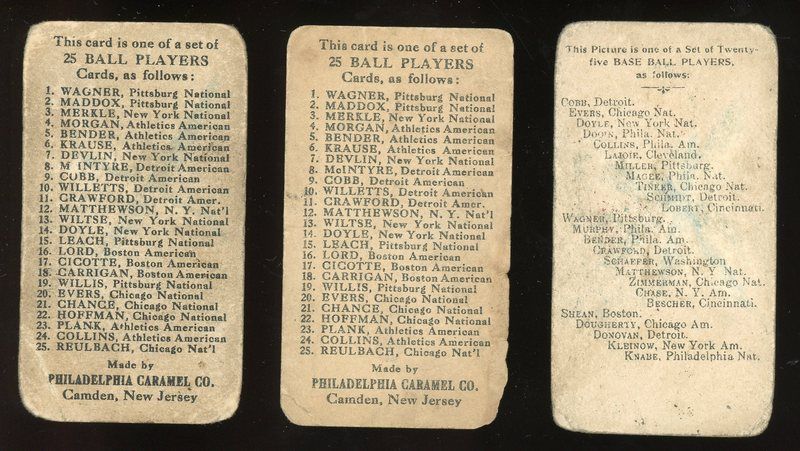 This card is one of a set of
25 BALL PLAYERS
Cards, as follows:
1. WAGNER, Pittsburg National
2. MADDOX, Pittsburg National
3. MERKLE, New York National
4. MORGAN, Athletics American
5. BENDER, Athletics American
6. KRAUSE, Athletics American
7. DEVLIN, New York National
8. M INTYRE, Detroit American
9. COBB, Detroit American
10. WILLETTS, Detroit American
11. CRAWFORD, Detroit Amer.
12. MATTHEWSON, N. Y. Nat'l
13. WILTSE, New York National
14. DOYLE, New York National
15. LEACH, Pittsburg National
16. LORD, Boston American
17. CICOTTE, Boston American
18. CARRIGAN, Boston American
19. WILLIS, Pittsburg National
20. EVERS, Chicago National
21. CHANCE, Chicago National
22. HOFFMAN, Chicago National
23. PLANK, Athletics American
24. COLLINS, Athletics American
25. REULBACH, Chicago Nat'l
Made by
PHILADELPHIA CARAMEL CO.
Camden, New Jersey
This card is one of a set of
25 BALL PLAYERS
Cards, as follows:
1. WAGNER, Pittsburg National
2. MADDOX, Pittsburg National
3. MERKLE, New York National
4. MORGAN, Athletics American
5. BENDER, Athletics American
6. KRAUSE, Athletics American
7. DEVLIN, New York National
8. McINTYRE, Detroit American
9. COBB, Detroit American
10. WILLETTS, Detroit American
11. CRAWFORD, Detroit Amer.
12. MATTHEWSON, N. Y. Nat'l
13. WILTSE, New York National
14. DOYLE, New York National
15. LEACH, Pittsburg National
16. LORD, Boston American
17. CICOTTE, Boston American
18. CARRIGAN, Boston American
19. WILLIS, Pittsburg National
20. EVERS, Chicago National
21. CHANCE, Chicago National
22. HOFFMAN, Chicago National
23. PLANK, Athletics American
24. COLLINS, Athletics American
25. REULBACH, Chicago Nat'l
Made by
PHILADELPHIA CARAMEL CO.
Camden, New Jersey
This Picture is one of a Set of Twenty-
five BASE BALL PLAYERS,
as follows:
COBB, Detroit.
EVERS, Chicago Nat.
DOYLE, New York Nat.
DOOIN, Phila. Nat.
COLLINS, Phila. Am.
LAJOIE, Cleveland.
MILLER, Pittsburg.
MAGEE, Phila. Nat.
TINKER, Chicago Nat.
SCHMIDT, Detroit.
LOBERT, Cincinnati.
WAGNER, Pittsburg.
MURPHY, Phila. Am.
BENDER, Phila. Am.
CRAWFORD, Detroit.
SCHAEFER, Washington
MATTHEWSON, N. Y Nat.
ZIMMERMAN, Chicago Nat.
CHASE, N. Y. Am.
BESCHER, Cincinnati.
SHEAN, Boston.
DOUGHERTY, Chicago Am.
DONOVAN, Detroit.
KLEINOW, New York Am.
KNABE, Philadelphia Nat.